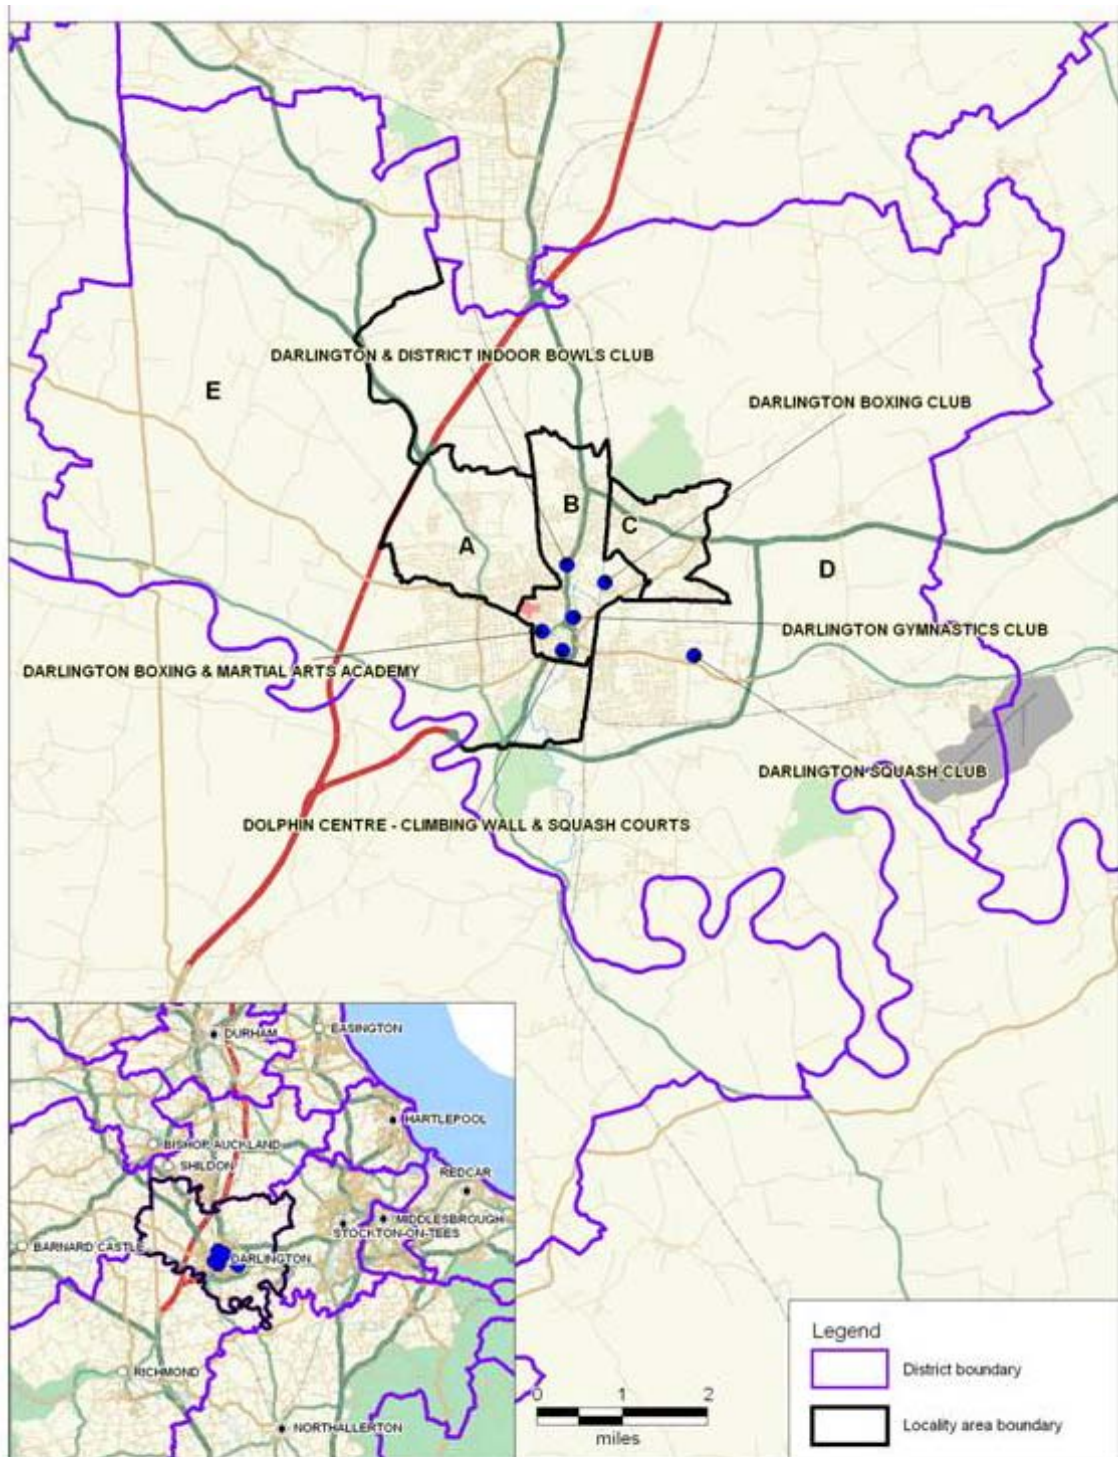 DARLINGTON & DISTRICT INDOOR BOWLS CLUB
E
DARLINGTON BOXING CLUB
B
C
A
D
DARLINGTON GYMNASTICS CLUB
DARLINGTON BOXING & MARTIAL ARTS ACADEMY
DARLINGTON SQUASH CLUB
DOLPHIN CENTRE - CLIMBING WALL & SQUASH COURTS
DURHAM
EASINGTON
HARTLEPOOL
BISHOP AUCKLAND
SHILDON
REDCAR
MIDDLESBROUGH
STOCKTON-ON-TEES
BARNARD CASTLE
DARLINGTON
RICHMOND
NORTHALLERTON
0 1 2
miles
Legend
District boundary
Locality area boundary